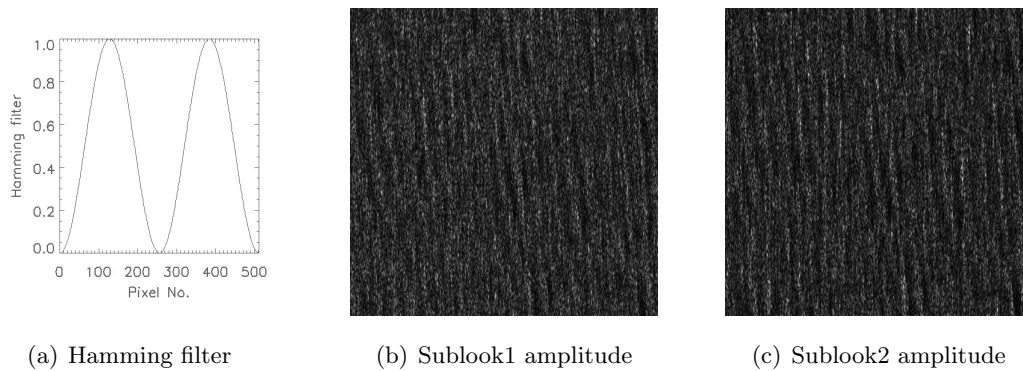 Hamming filter
1.0
0.8
0.6
0.4
0.2
0.0
0 100 200 300 400 500
Pixel No.
(a) Hamming filter
(b) Sublook1 amplitude
(c) Sublook2 amplitude